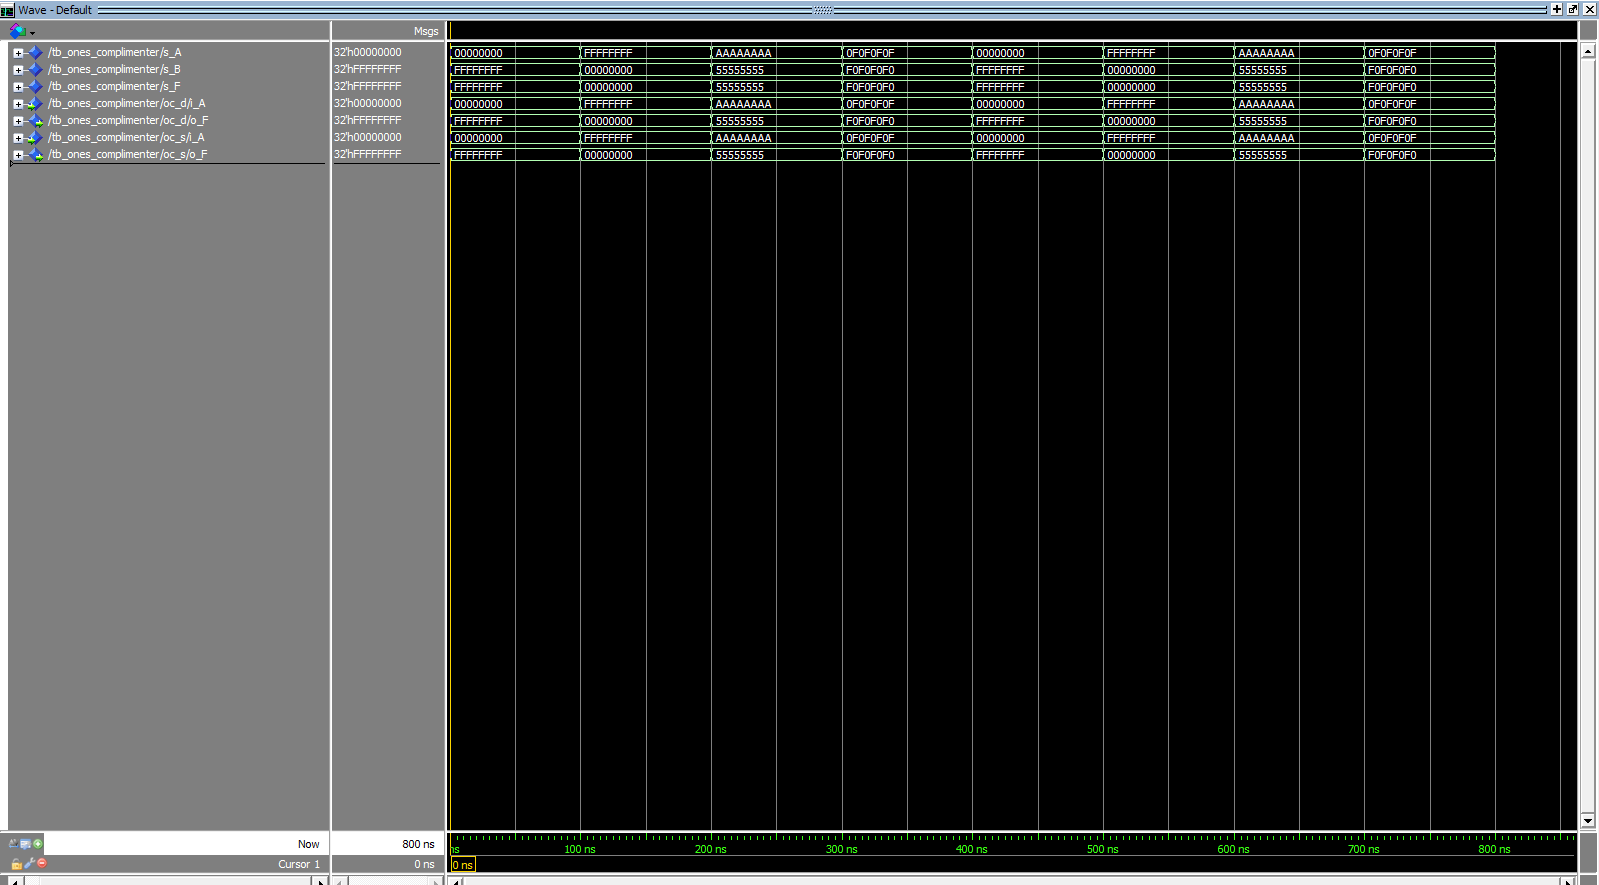 Wave - Default
Msgs
/tb_ones_complimenter/s_A 32'h00000000 00000000 FFFFFFFF AAAAAAAA 0F0F0F0F 00000000 FFFFFFFF AAAAAAAA 0F0F0F0F
/tb_ones_complimenter/s_B 32'hFFFFFFFF FFFFFFFF 00000000 55555555 F0F0F0F0 FFFFFFFF 00000000 55555555 F0F0F0F0
/tb_ones_complimenter/s_F 32'hFFFFFFFF FFFFFFFF 00000000 55555555 F0F0F0F0 FFFFFFFF 00000000 55555555 F0F0F0F0
/tb_ones_complimenter/oc_d/i_A 32'h00000000 00000000 FFFFFFFF AAAAAAAA 0F0F0F0F 00000000 FFFFFFFF AAAAAAAA 0F0F0F0F
/tb_ones_complimenter/oc_d/o_F 32'hFFFFFFFF FFFFFFFF 00000000 55555555 F0F0F0F0 FFFFFFFF 00000000 55555555 F0F0F0F0
/tb_ones_complimenter/oc_s/i_A 32'h00000000 00000000 FFFFFFFF AAAAAAAA 0F0F0F0F 00000000 FFFFFFFF AAAAAAAA 0F0F0F0F
/tb_ones_complimenter/oc_s/o_F 32'hFFFFFFFF FFFFFFFF 00000000 55555555 F0F0F0F0 FFFFFFFF 00000000 55555555 F0F0F0F0
Now 800 ns ns 100 ns 200 ns 300 ns 400 ns 500 ns 600 ns 700 ns 800 ns
Cursor 1 0 ns 0 ns